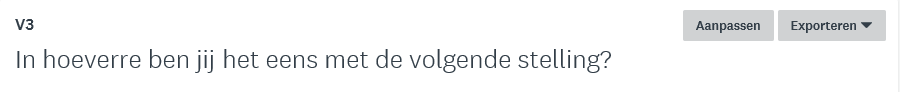 V3
Aanpassen
Exporteren
In hoeverre ben jij het eens met de volgende stelling?